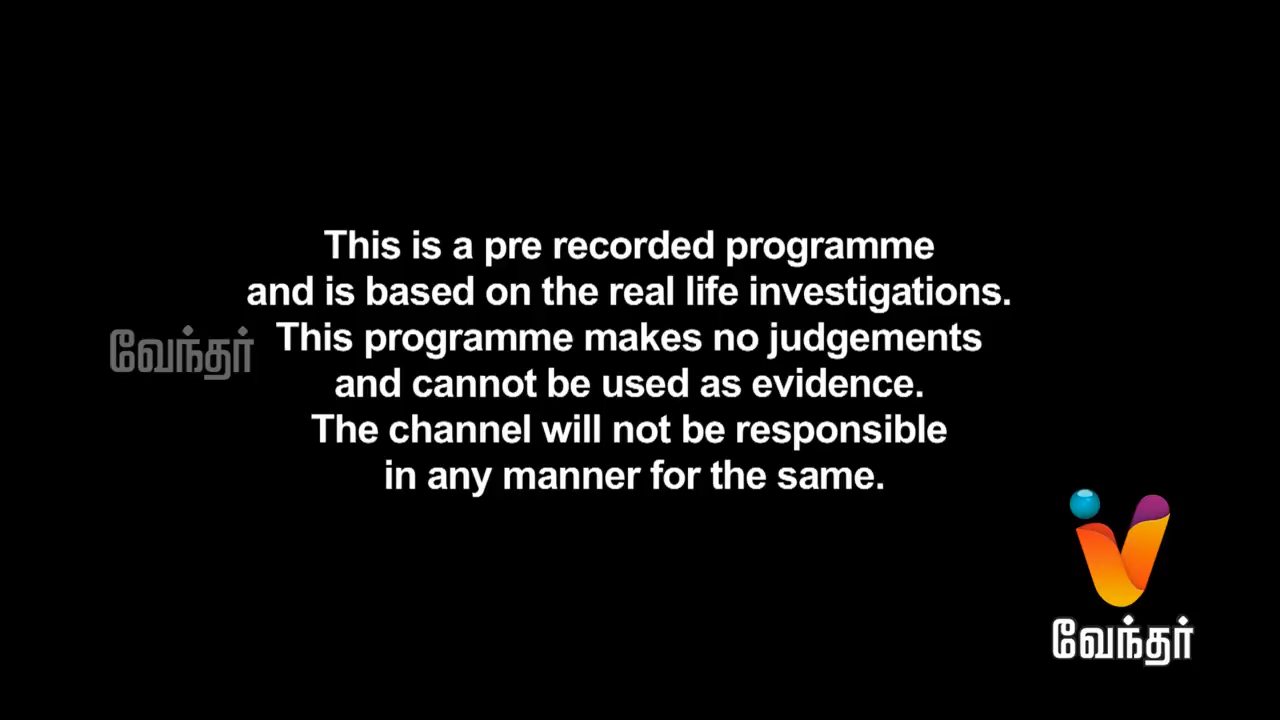 This is a pre recorded programme
and is based on the real life investigations.
வேந்தர்
This programme makes no judgements
and cannot be used as evidence.
The channel will not be responsible
in any manner for the same.
வேந்தர்